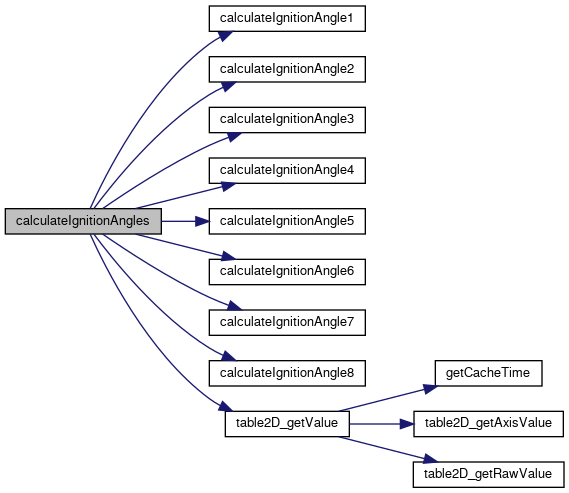 calculateIgnitionAngle1
calculateIgnitionAngle2
calculateIgnitionAngle3
calculateIgnitionAngle4
calculateIgnitionAngles
calculateIgnitionAngle5
calculateIgnitionAngle6
calculateIgnitionAngle7
calculateIgnitionAngle8
getCacheTime
table2D_getValue
table2D_getAxisValue
table2D_getRawValue